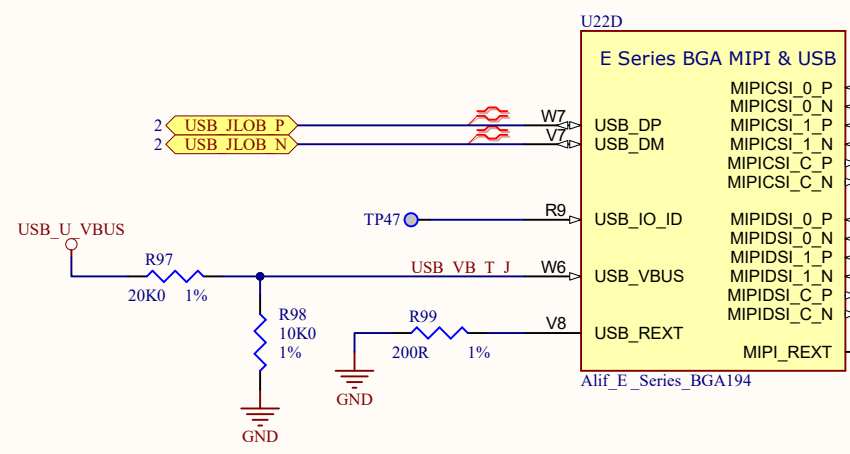 U22D
E Series BGA MIPI & USB
MIPICSI_0_P
MIPICSI_0_N
2 USB_JLOB_P W7 USB_DP MIPICSI_1_P
2 USB_JLOB_N V7 USB_DM MIPICSI_1_N
MIPICSI_C_P
MIPICSI_C_N
TP47 R9 USB_IO_ID MIPIDSI_0_P
USB_U_VBUS MIPIDSI_0_N
R97 MIPIDSI_1_P
USB_VB_T_J W6 USB_VBUS MIPIDSI_1_N
20K0 1% MIPIDSI_C_P
R98 R99 V8 MIPIDSI_C_N
10K0 USB_REXT
1% 200R 1% MIPI_REXT
Alif_E_Series_BGA194
GND
GND